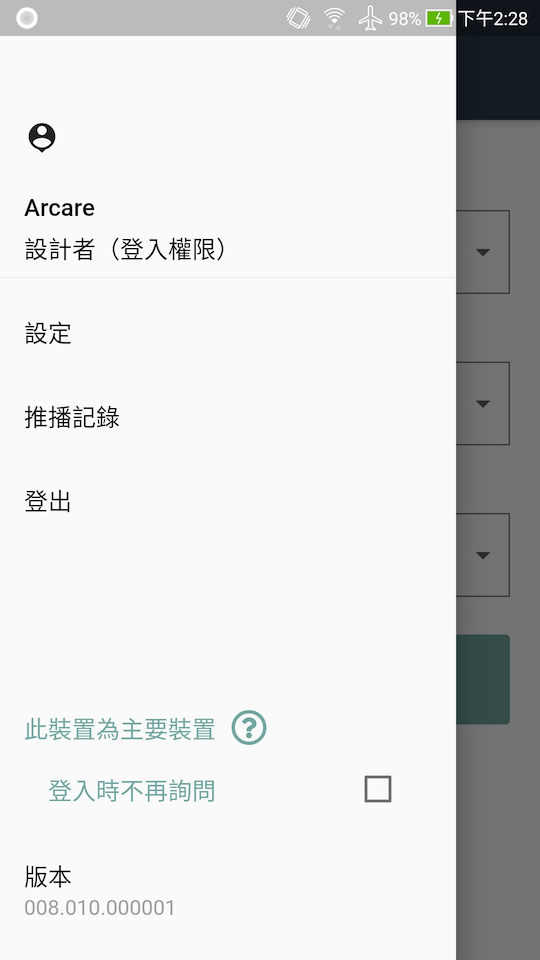 98% 下午2:28
Arcare
設計者（登入權限）
設定
推播記錄
登出
此裝置為主要裝置 ?
登入時不再詢問
版本
008.010.000001